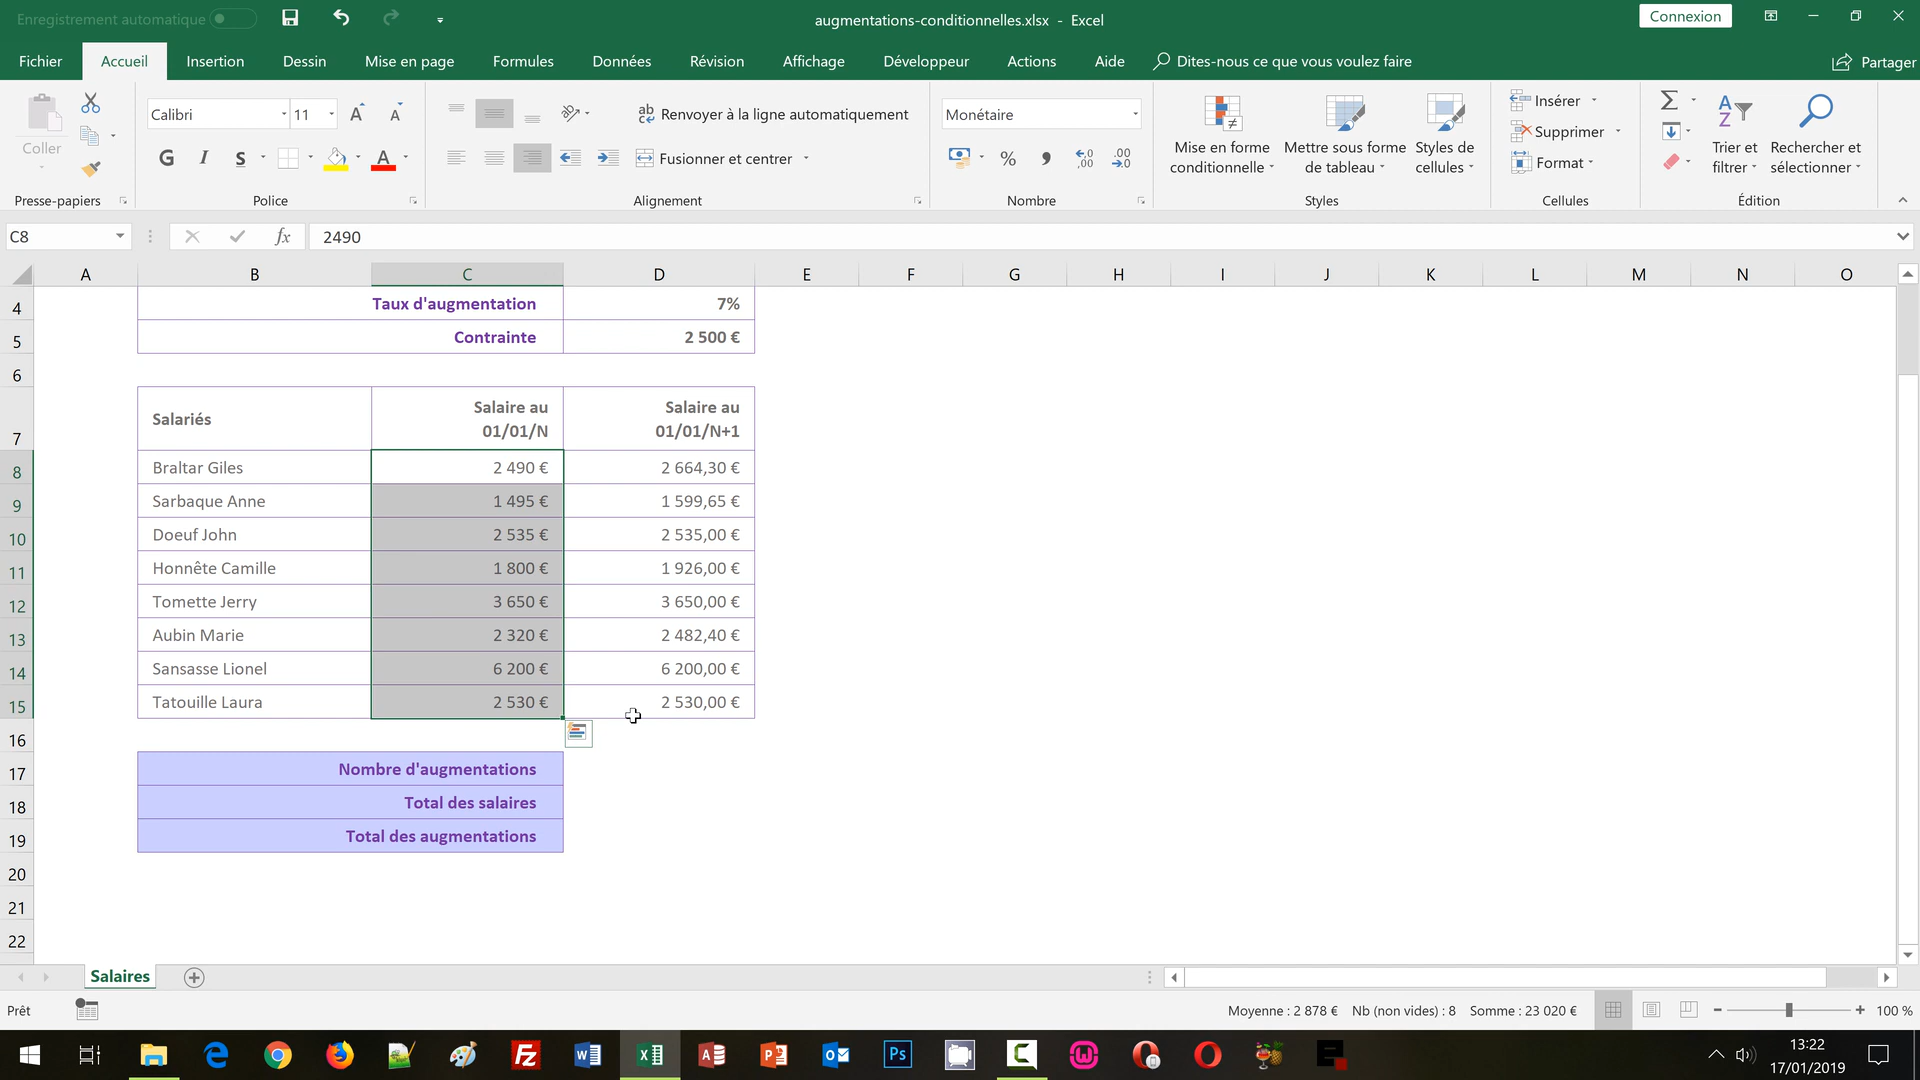 Enregistrement automatique
augmentations-conditionnelles.xlsx - Excel
Connexion
Fichier Accueil Insertion Dessin Mise en page Formules Données Révision Affichage Développeur Actions Aide Dites-nous ce que vous voulez faire Partager
Coller
Presse-papiers
Calibri 11
G I S
Police
Renvoyer à la ligne automatiquement
Fusionner et centrer
Alignement
Monétaire
%
Nombre
Mise en forme
conditionnelle
Mettre sous forme
de tableau
Styles de
cellules
Styles
Insérer
Supprimer
Format
Cellules
Trier et
filtrer
Rechercher et
sélectionner
Édition
C8 fx 2490
A B C D E F G H I J K L M N O
4 Taux d'augmentation 7%
5 Contrainte 2 500 €
6
7 Salariés Salaire au 01/01/N Salaire au 01/01/N+1
8 Braltar Giles 2 490 € 2 664,30 €
9 Sarbaque Anne 1 495 € 1 599,65 €
10 Doeuf John 2 535 € 2 535,00 €
11 Honnête Camille 1 800 € 1 926,00 €
12 Tomette Jerry 3 650 € 3 650,00 €
13 Aubin Marie 2 320 € 2 482,40 €
14 Sansasse Lionel 6 200 € 6 200,00 €
15 Tatouille Laura 2 530 € 2 530,00 €
16
17 Nombre d'augmentations
18 Total des salaires
19 Total des augmentations
20
21
22
Salaires
Prêt
Moyenne : 2 878 € Nb (non vides) : 8 Somme : 23 020 € 100 %
13:22
17/01/2019